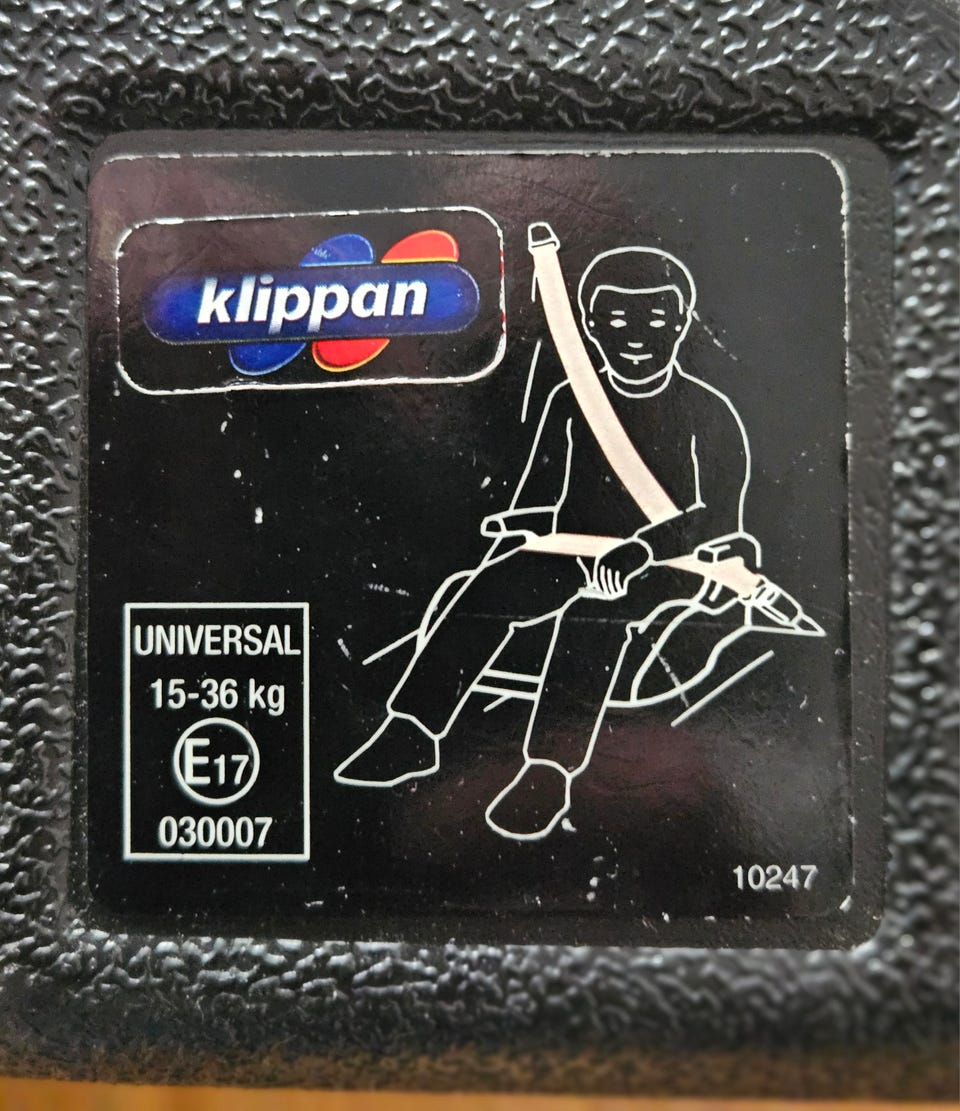 klippan
UNIVERSAL
15-36 kg
E17
030007
10247